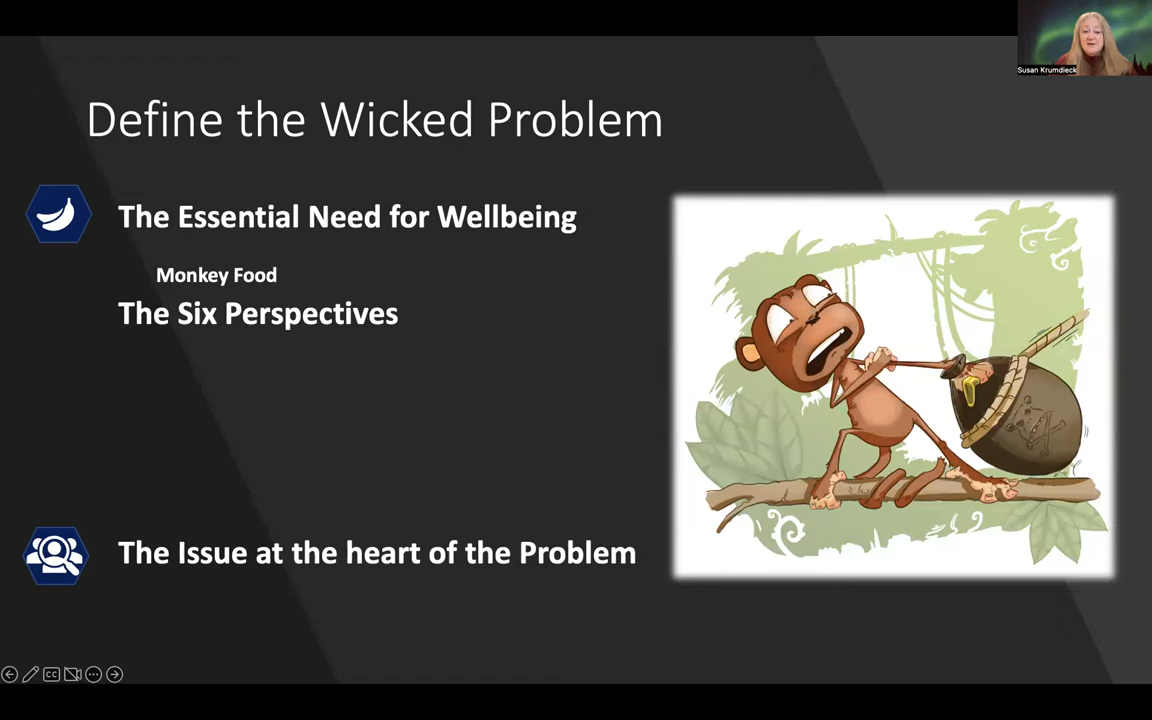 Susan Krumdieck
Define the Wicked Problem
The Essential Need for Wellbeing
Monkey Food
The Six Perspectives
The Issue at the heart of the Problem
CC